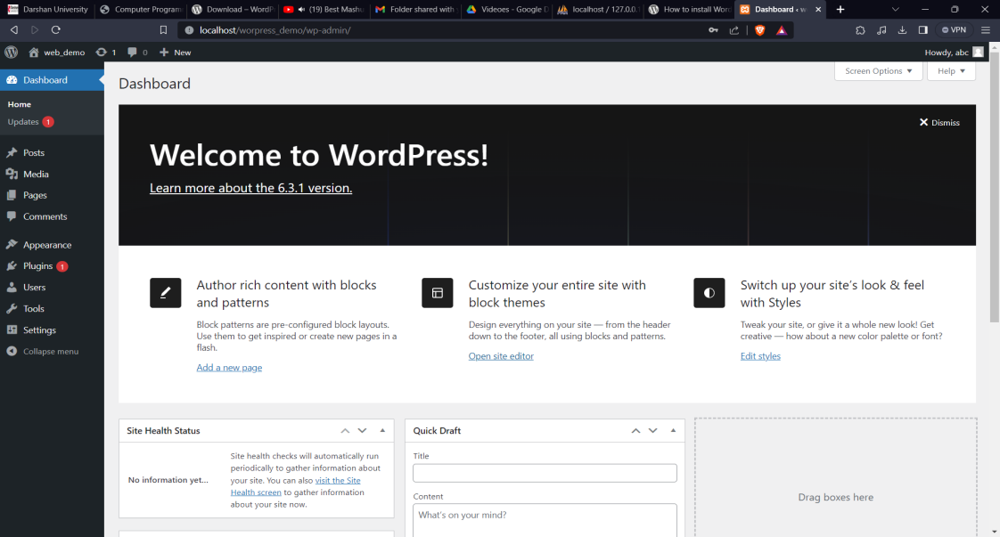 Darshan University
Computer Program
Download – WordP
(19) Best Mashu
Folder shared with
Videoes - Google D
localhost / 127.0.0.1
How to install Wor
Dashboard ‹ w
localhost/worpress_demo/wp-admin/
VPN
web_demo
1
0
New
Howdy, abc
Dashboard
Home
Updates 1
Posts
Media
Pages
Comments
Appearance
Plugins 1
Users
Tools
Settings
Collapse menu
Screen Options
Help
Dashboard
Dismiss
Welcome to WordPress!
Learn more about the 6.3.1 version.
Author rich content with blocks
and patterns
Block patterns are pre-configured block layouts.
Use them to get inspired or create new pages in a
flash.
Add a new page
Customize your entire site with
block themes
Design everything on your site — from the header
down to the footer, all using blocks and patterns.
Open site editor
Switch up your site’s look & feel
with Styles
Tweak your site, or give it a whole new look! Get
creative — how about a new color palette or font?
Edit styles
Site Health Status
No information yet...
Site health checks will automatically run
periodically to gather information about
your site. You can also visit the Site
Health screen to gather information
about your site now.
Quick Draft
Title
Content
What’s on your mind?
Drag boxes here